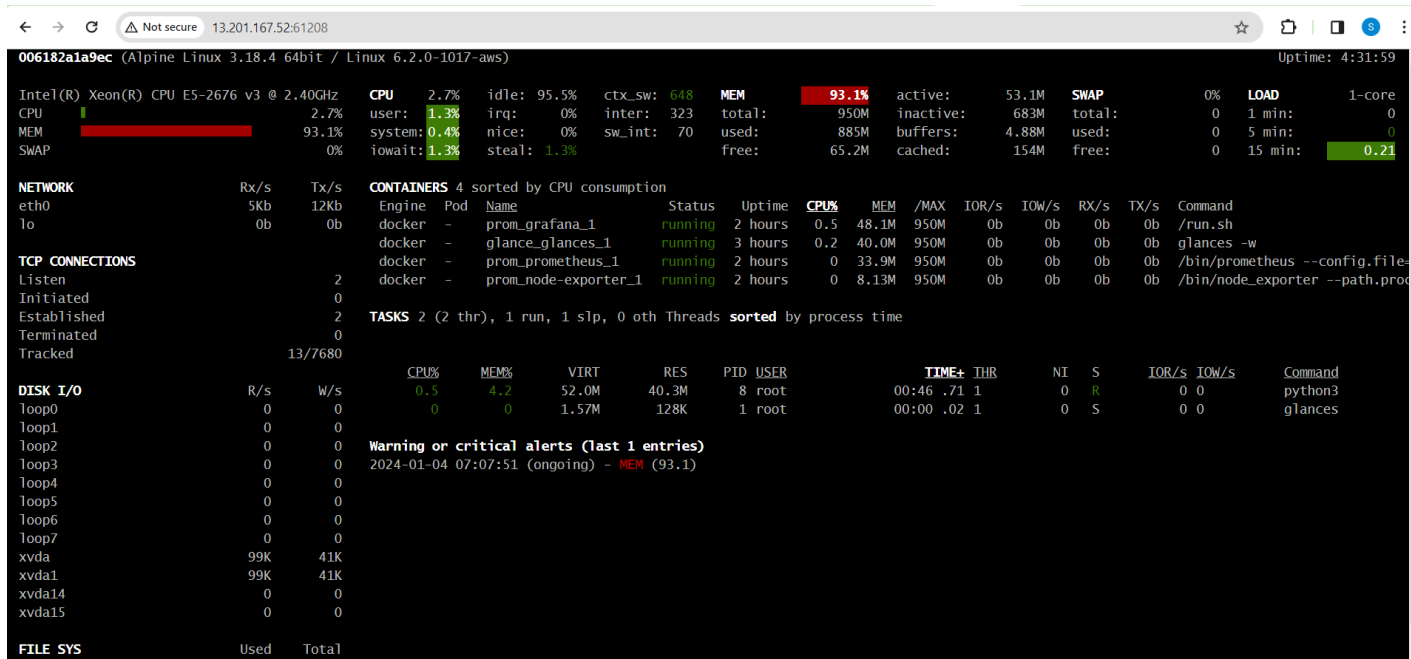 Not secure 13.201.167.52:61208 S
006182a1a9ec (Alpine Linux 3.18.4 64bit / Linux 6.2.0-1017-aws) Uptime: 4:31:59
Intel(R) Xeon(R) CPU E5-2676 v3 @ 2.40GHz CPU 2.7% idle: 95.5% ctx_sw: 648 MEM 93.1% active: 53.1M SWAP 0% LOAD 1-core
CPU 2.7% user: 1.3% irq: 0% inter: 323 total: 950M inactive: 683M total: 0 1 min: 0
MEM 93.1% system: 0.4% nice: 0% sw_int: 70 used: 885M buffers: 4.88M used: 0 5 min: 0
SWAP 0% iowait: 1.3% steal: 1.3% free: 65.2M cached: 154M free: 0 15 min: 0.21
NETWORK Rx/s Tx/s
eth0 5Kb 12Kb
lo 0b 0b
TCP CONNECTIONS
Listen 2
Initiated 0
Established 2
Terminated 0
Tracked 13/7680
DISK I/O R/s W/s
loop0 0 0
loop1 0 0
loop2 0 0
loop3 0 0
loop4 0 0
loop5 0 0
loop6 0 0
loop7 0 0
xvda 99K 41K
xvda1 99K 41K
xvda14 0 0
xvda15 0 0
FILE SYS Used Total
CONTAINERS 4 sorted by CPU consumption
Engine Pod Name Status Uptime CPU% MEM /MAX IOR/s IOW/s RX/s TX/s Command
docker - prom_grafana_1 running 2 hours 0.5 48.1M 950M 0b 0b 0b 0b /run.sh
docker - glance_glances_1 running 3 hours 0.2 40.0M 950M 0b 0b 0b 0b glances -w
docker - prom_prometheus_1 running 2 hours 0 33.9M 950M 0b 0b 0b 0b /bin/prometheus --config.file=
docker - prom_node-exporter_1 running 2 hours 0 8.13M 950M 0b 0b 0b 0b /bin/node_exporter --path.proc
TASKS 2 (2 thr), 1 run, 1 slp, 0 oth Threads sorted by process time
CPU% MEM% VIRT RES PID USER TIME+ THR NI S IOR/s IOW/s Command
0.5 4.2 52.0M 40.3M 8 root 00:46 .71 1 0 R 0 0 python3
0 0 1.57M 128K 1 root 00:00 .02 1 0 S 0 0 glances
Warning or critical alerts (last 1 entries)
2024-01-04 07:07:51 (ongoing) - MEM (93.1)